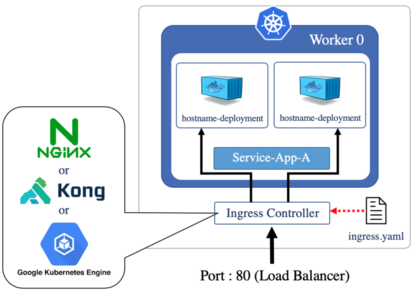 Worker 0
hostname-deployment
hostname-deployment
Service-App-A
NGINX
or
Kong
or
Google Kubernetes Engine
Ingress Controller
ingress.yaml
Port : 80 (Load Balancer)